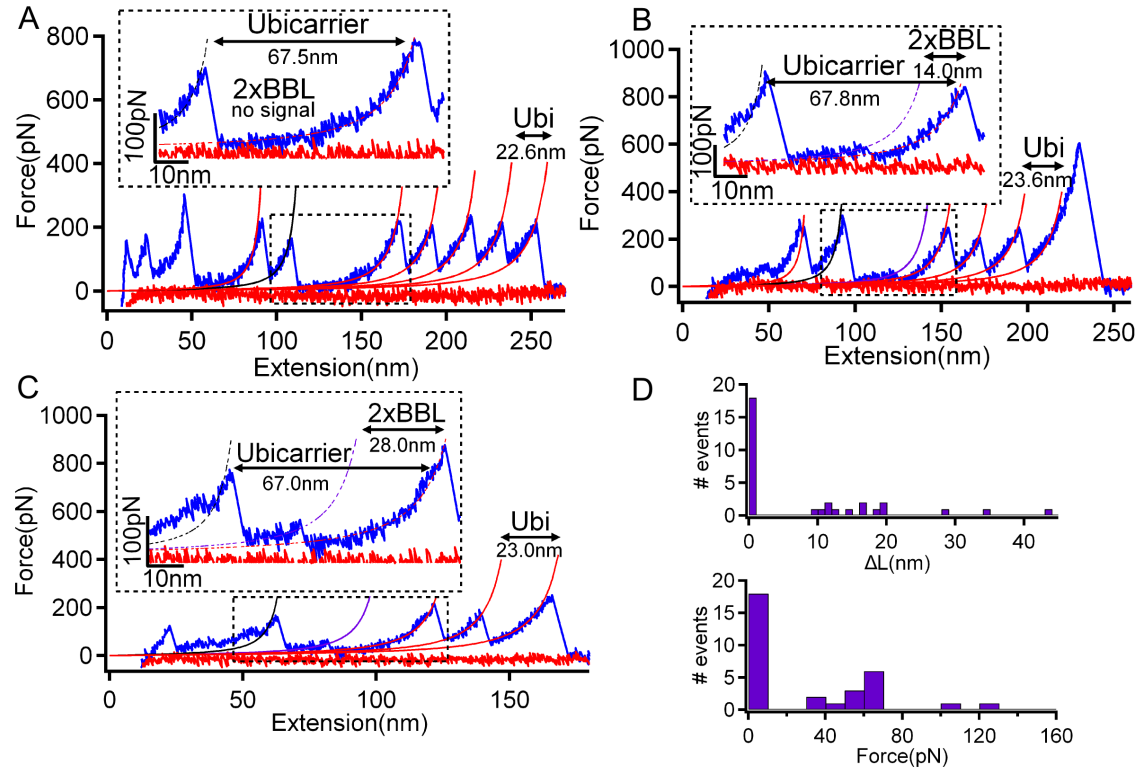 A
Force(pN)
800
600
400
200
0
0
50
100
150
200
250
Extension(nm)
Ubicarrier
67.5nm
2xBBL
no signal
100pN
10nm
Ubi
22.6nm
B
Force(pN)
1000
800
600
400
200
0
0
50
100
150
200
250
Extension(nm)
2xBBL
14.0nm
Ubicarrier
67.8nm
100pN
10nm
Ubi
23.6nm
C
Force(pN)
1000
800
600
400
200
0
0
50
100
150
Extension(nm)
2xBBL
28.0nm
Ubicarrier
67.0nm
100pN
10nm
Ubi
23.0nm
D
# events
20
15
10
5
0
0
10
20
30
40
ΔL(nm)
# events
20
15
10
5
0
0
40
80
120
160
Force(pN)